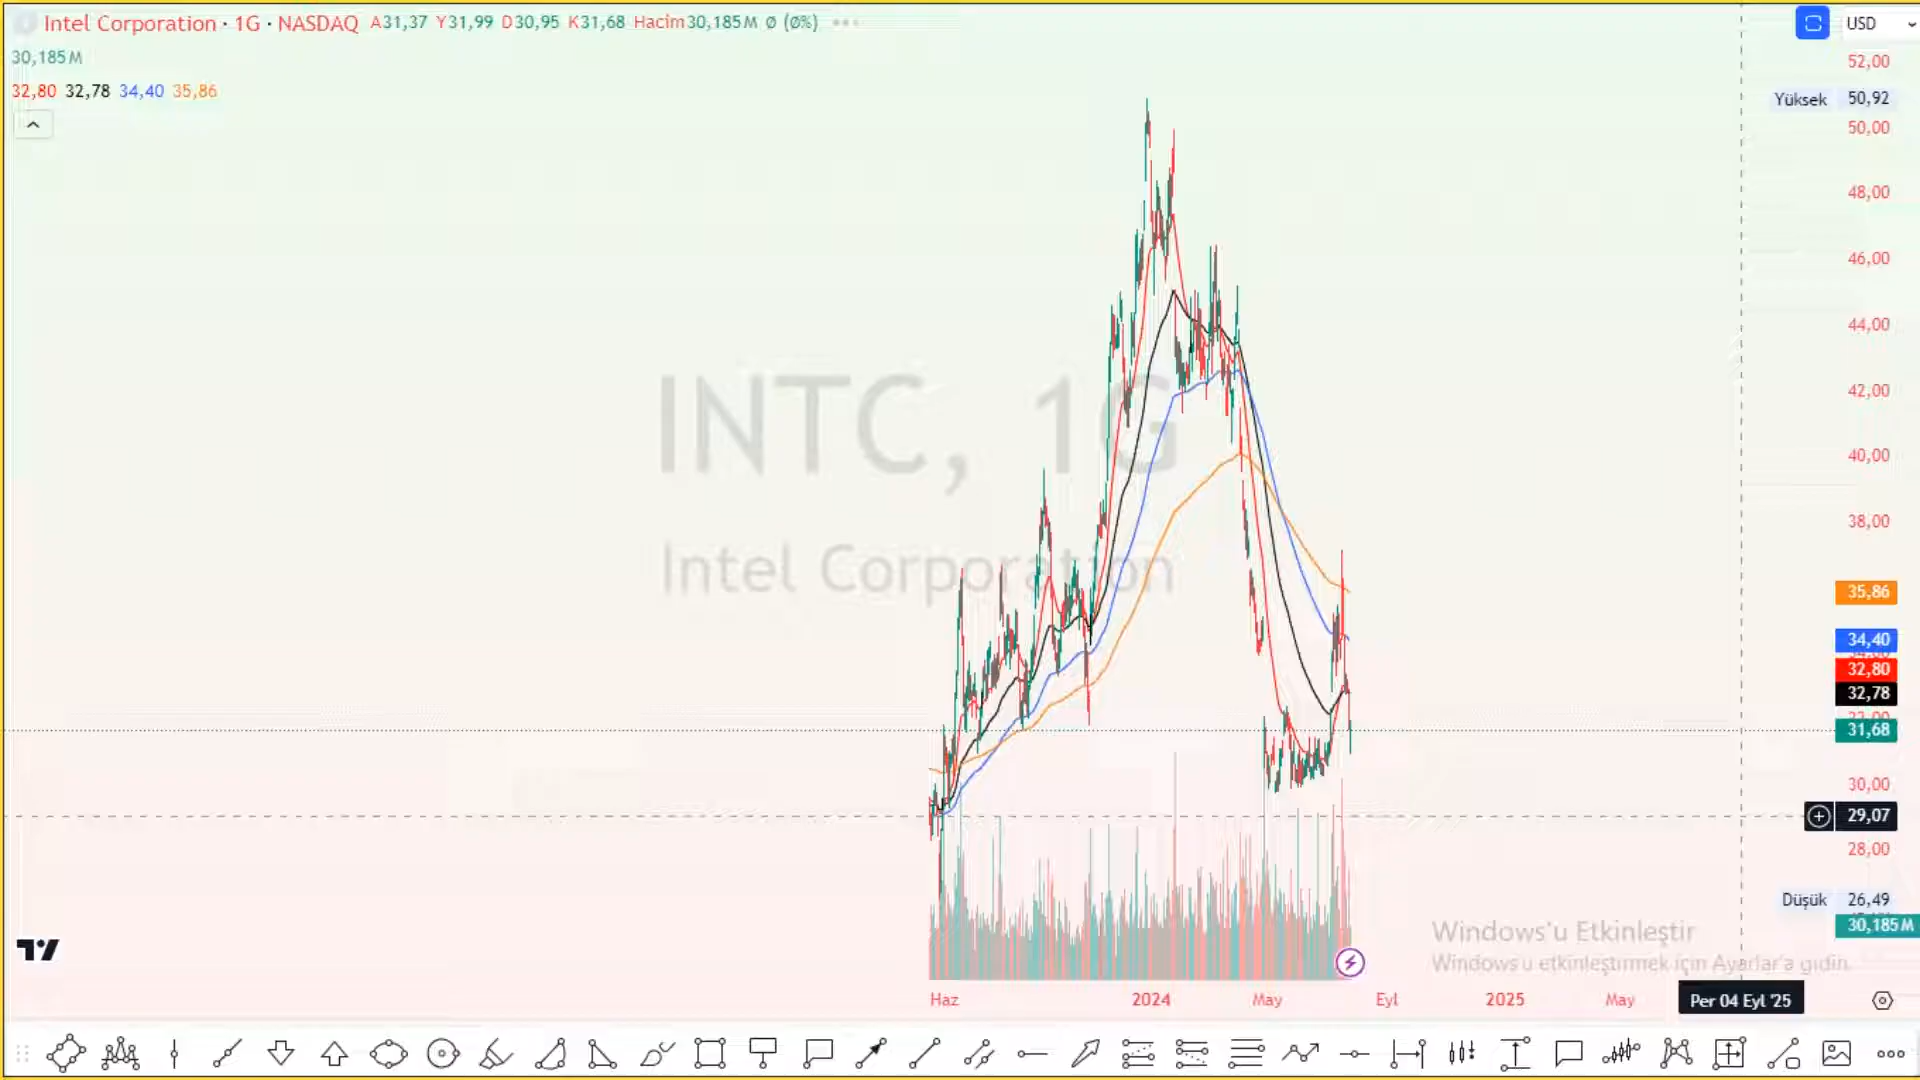 Intel Corporation · 1G · NASDAQ A31,37 Y31,99 D30,95 K31,68 Hacim30,185M Ø (Ø%)
USD
30,185M
32,80 32,78 34,40 35,86
52,00
Yüksek 50,92
50,00
48,00
46,00
44,00
42,00
40,00
38,00
INTC, 1G
Intel Corporation
35,86
34,40
32,80
32,78
31,68
30,00
29,07
28,00
Düşük 26,49
30,185M
Windows'u Etkinleştir
Windows'u etkinleştirmek için Ayarlar'a gidin.
Haz 2024 May Eyl 2025 May Per 04 Eyl '25